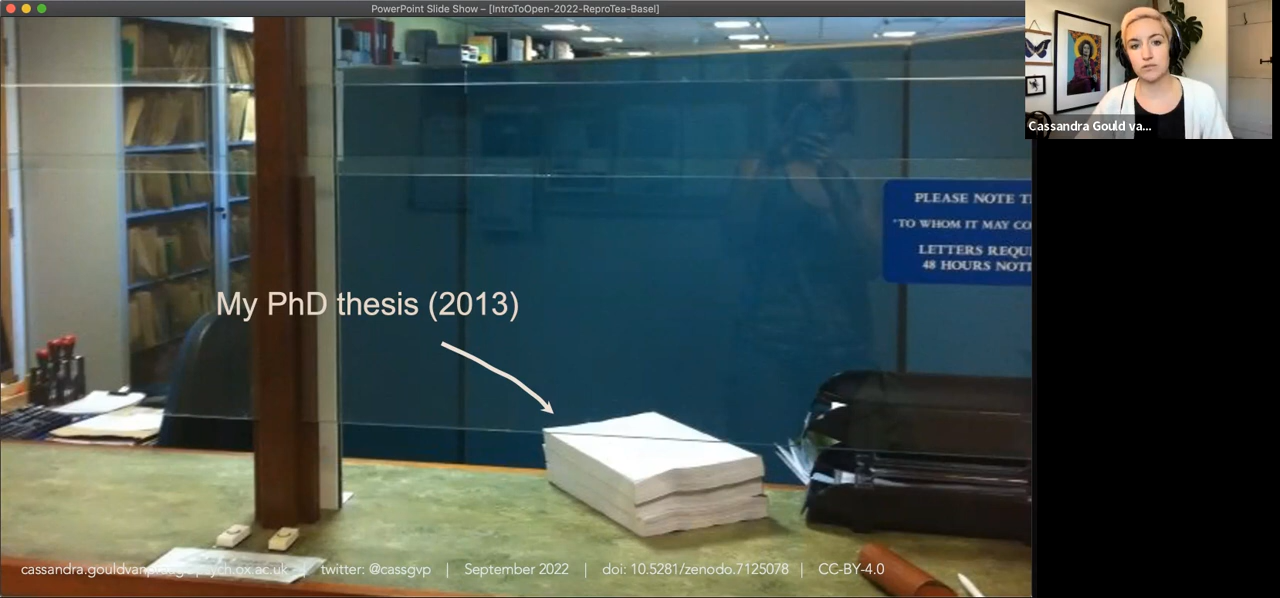 PowerPoint Slide Show – [IntroToOpen-2022-ReproTea-Basel]
Cassandra Gould va...
PLEASE NOTE T
"TO WHOM IT MAY CO
LETTERS REQU
48 HOURS NOT
My PhD thesis (2013)
twitter: @cassgvp | September 2022 | doi: 10.5281/zenodo.7125078 | CC-BY-4.0